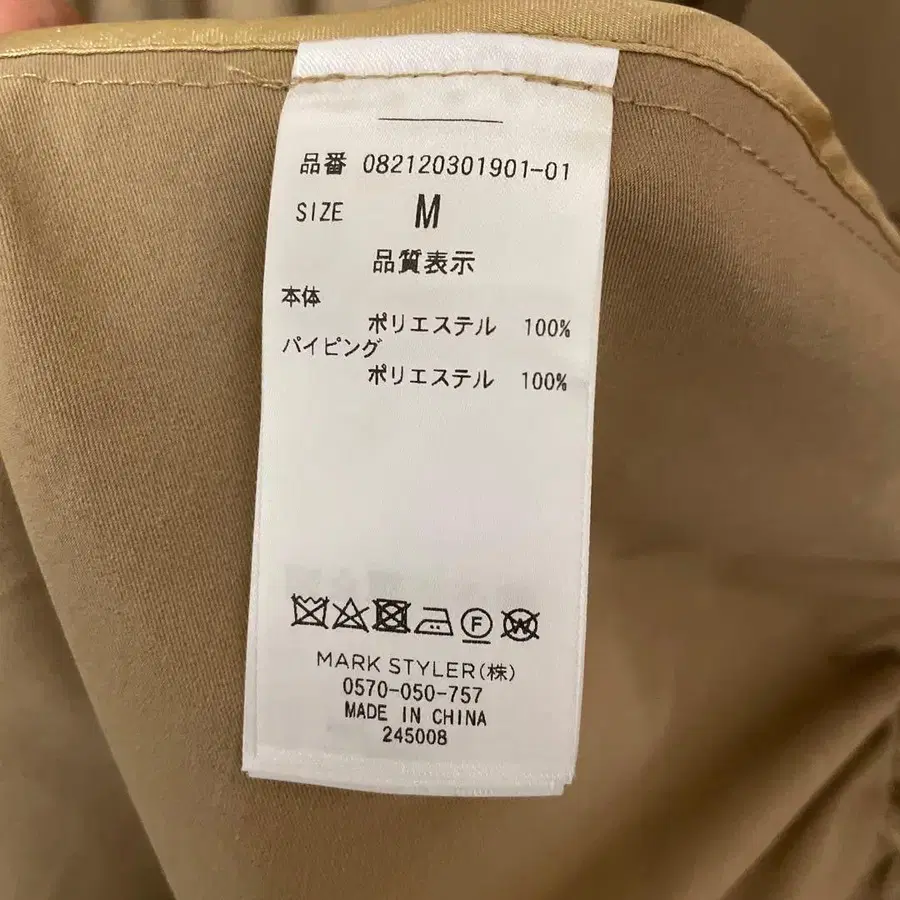 品番 082120301901-01
SIZE M
品質表示
本体
ポリエステル 100%
パイピング
ポリエステル 100%
F W
MARK STYLER(株)
0570-050-757
MADE IN CHINA
245008